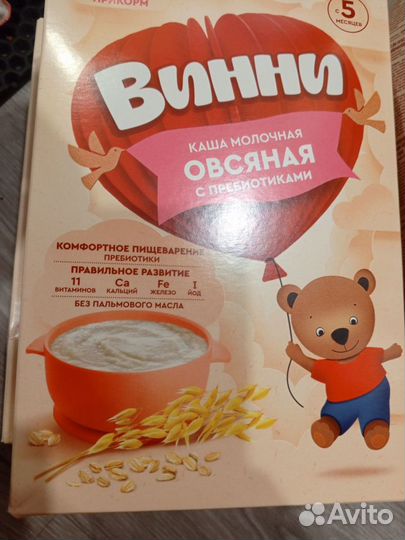 ПРИКОРМ
С 5
МЕСЯЦЕВ
ВИННИ
КАША МОЛОЧНАЯ
ОВСЯНАЯ
С ПРЕБИОТИКАМИ
КОМФОРТНОЕ ПИЩЕВАРЕНИЕ
ПРЕБИОТИКИ
ПРАВИЛЬНОЕ РАЗВИТИЕ
11 Ca Fe I
ВИТАМИНОВ КАЛЬЦИЙ ЖЕЛЕЗО ЙОД
БЕЗ ПАЛЬМОВОГО МАСЛА
Avito